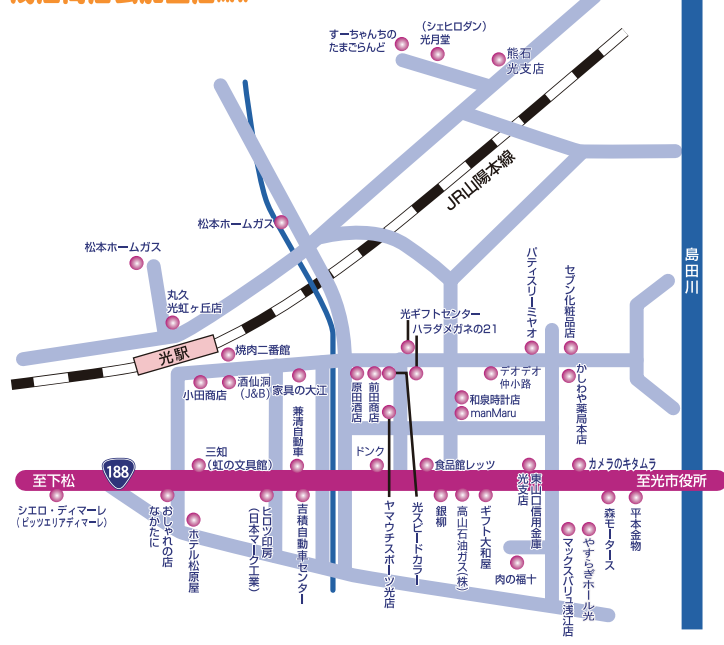 すーちゃんちの
たまごらんど
（シェヒロダン）
光月堂
熊石
光支店
JR山陽本線
島田川
松本ホームガス
松本ホームガス
丸久
光虹ヶ丘店
光駅
焼肉二番館
小田商店
酒仙洞
（J&B）
家具の大江
兼清自動車
原田酒店
前田商店
光ギフトセンター
ハラダメガネの21
パティスリーミヤオ
セブン化粧品店
デオデオ
仲小路
和泉時計店
manMaru
かしわや薬局本店
三知
（虹の文具館）
ドンク
食品館レッツ
カメラのキタムラ
至下松
188
至光市役所
シエロ・ディマーレ
（ピッツエリアディマーレ）
おしゃれの店
なかたに
ホテル松原屋
ヒロツ印房
（日本マーク工業）
吉積自動車センター
ヤマウチスポーツ光店
光スピードカラー
銀柳
高山石油ガス（株）
ギフト大和屋
東山口信用金庫
光支店
肉の福十
マックスバリュ浅江店
やすらぎホール光
森モータース
平本金物